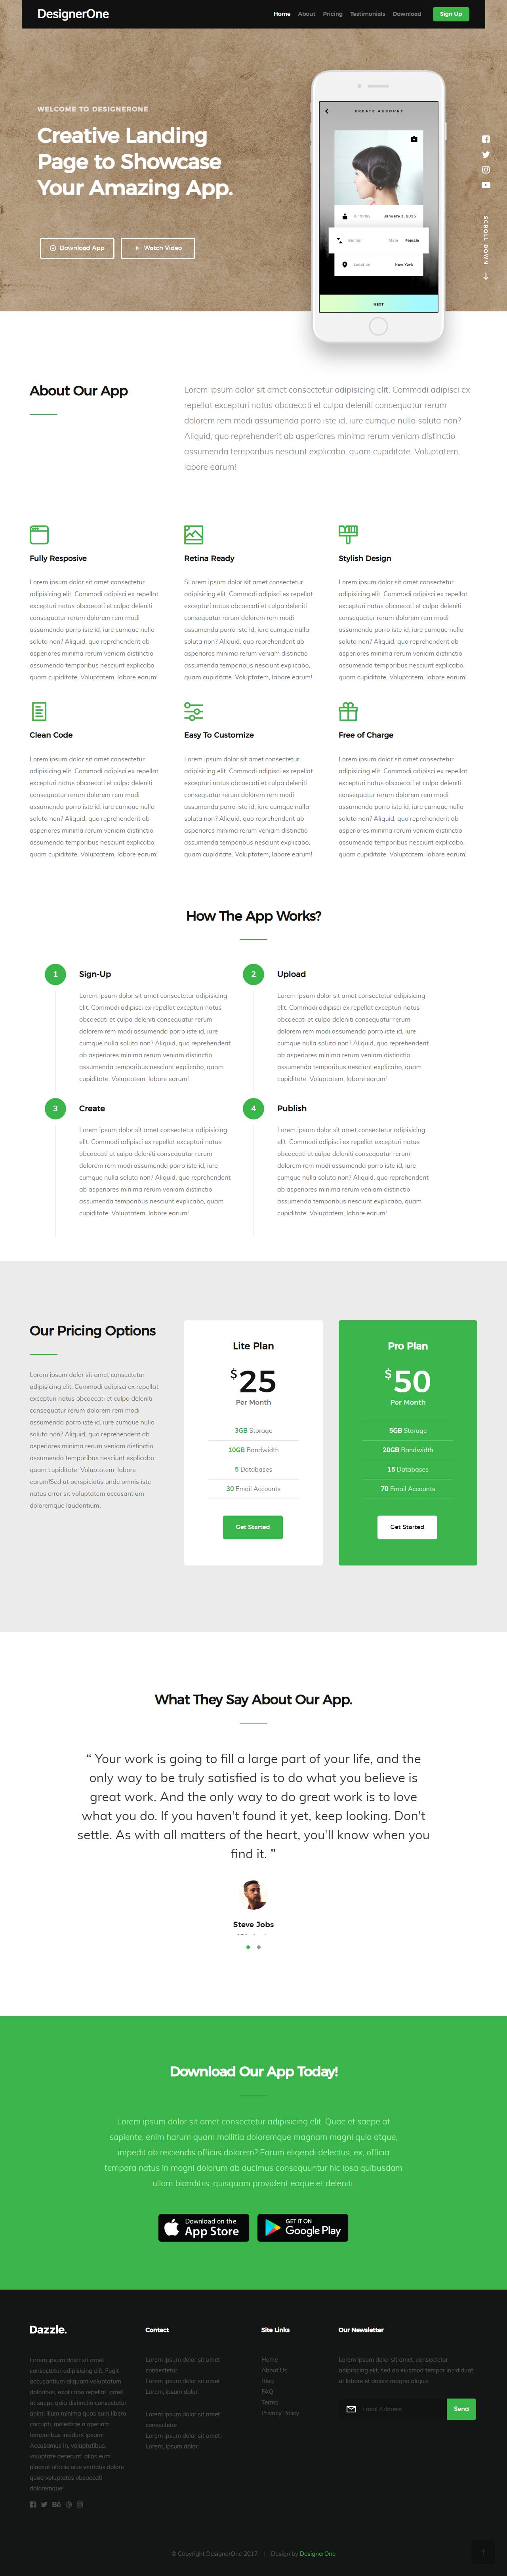 DesignerOne
Home About Pricing Testimonials Download Sign Up
WELCOME TO DESIGNERONE
Creative Landing
Page to Showcase
Your Amazing App.
Download App Watch Video
CREATE ACCOUNT
Birthday January 1, 2015
Gender Male Female
Location New York
NEXT
SCROLL DOWN
About Our App
Lorem ipsum dolor sit amet consectetur adipisicing elit. Commodi adipisci ex
repellat excepturi natus obcaecati et culpa deleniti consequatur rerum
dolorem rem modi assumenda porro iste id, iure cumque nulla soluta non?
Aliquid, quo reprehenderit ab asperiores minima rerum veniam distinctio
assumenda temporibus nesciunt explicabo, quam cupiditate. Voluptatem,
labore earum!
Fully Resposive
Lorem ipsum dolor sit amet consectetur
adipisicing elit. Commodi adipisci ex repellat
excepturi natus obcaecati et culpa deleniti
consequatur rerum dolorem rem modi
assumenda porro iste id, iure cumque nulla
soluta non? Aliquid, quo reprehenderit ab
asperiores minima rerum veniam distinctio
assumenda temporibus nesciunt explicabo,
quam cupiditate. Voluptatem, labore earum!
Retina Ready
SLorem ipsum dolor sit amet consectetur
adipisicing elit. Commodi adipisci ex repellat
excepturi natus obcaecati et culpa deleniti
consequatur rerum dolorem rem modi
assumenda porro iste id, iure cumque nulla
soluta non? Aliquid, quo reprehenderit ab
asperiores minima rerum veniam distinctio
assumenda temporibus nesciunt explicabo,
quam cupiditate. Voluptatem, labore earum!
Stylish Design
Lorem ipsum dolor sit amet consectetur
adipisicing elit. Commodi adipisci ex repellat
excepturi natus obcaecati et culpa deleniti
consequatur rerum dolorem rem modi
assumenda porro iste id, iure cumque nulla
soluta non? Aliquid, quo reprehenderit ab
asperiores minima rerum veniam distinctio
assumenda temporibus nesciunt explicabo,
quam cupiditate. Voluptatem, labore earum!
Clean Code
Lorem ipsum dolor sit amet consectetur
adipisicing elit. Commodi adipisci ex repellat
excepturi natus obcaecati et culpa deleniti
consequatur rerum dolorem rem modi
assumenda porro iste id, iure cumque nulla
soluta non? Aliquid, quo reprehenderit ab
asperiores minima rerum veniam distinctio
assumenda temporibus nesciunt explicabo,
quam cupiditate. Voluptatem, labore earum!
Easy To Customize
Lorem ipsum dolor sit amet consectetur
adipisicing elit. Commodi adipisci ex repellat
excepturi natus obcaecati et culpa deleniti
consequatur rerum dolorem rem modi
assumenda porro iste id, iure cumque nulla
soluta non? Aliquid, quo reprehenderit ab
asperiores minima rerum veniam distinctio
assumenda temporibus nesciunt explicabo,
quam cupiditate. Voluptatem, labore earum!
Free of Charge
Lorem ipsum dolor sit amet consectetur
adipisicing elit. Commodi adipisci ex repellat
excepturi natus obcaecati et culpa deleniti
consequatur rerum dolorem rem modi
assumenda porro iste id, iure cumque nulla
soluta non? Aliquid, quo reprehenderit ab
asperiores minima rerum veniam distinctio
assumenda temporibus nesciunt explicabo,
quam cupiditate. Voluptatem, labore earum!
How The App Works?
1 Sign-Up
Lorem ipsum dolor sit amet consectetur adipisicing
elit. Commodi adipisci ex repellat excepturi natus
obcaecati et culpa deleniti consequatur rerum
dolorem rem modi assumenda porro iste id, iure
cumque nulla soluta non? Aliquid, quo reprehenderit
ab asperiores minima rerum veniam distinctio
assumenda temporibus nesciunt explicabo, quam
cupiditate. Voluptatem, labore earum!
2 Upload
Lorem ipsum dolor sit amet consectetur adipisicing
elit. Commodi adipisci ex repellat excepturi natus
obcaecati et culpa deleniti consequatur rerum
dolorem rem modi assumenda porro iste id, iure
cumque nulla soluta non? Aliquid, quo reprehenderit
ab asperiores minima rerum veniam distinctio
assumenda temporibus nesciunt explicabo, quam
cupiditate. Voluptatem, labore earum!
3 Create
Lorem ipsum dolor sit amet consectetur adipisicing
elit. Commodi adipisci ex repellat excepturi natus
obcaecati et culpa deleniti consequatur rerum
dolorem rem modi assumenda porro iste id, iure
cumque nulla soluta non? Aliquid, quo reprehenderit
ab asperiores minima rerum veniam distinctio
assumenda temporibus nesciunt explicabo, quam
cupiditate. Voluptatem, labore earum!
4 Publish
Lorem ipsum dolor sit amet consectetur adipisicing
elit. Commodi adipisci ex repellat excepturi natus
obcaecati et culpa deleniti consequatur rerum
dolorem rem modi assumenda porro iste id, iure
cumque nulla soluta non? Aliquid, quo reprehenderit
ab asperiores minima rerum veniam distinctio
assumenda temporibus nesciunt explicabo, quam
cupiditate. Voluptatem, labore earum!
Our Pricing Options
Lorem ipsum dolor sit amet consectetur
adipisicing elit. Commodi adipisci ex repellat
excepturi natus obcaecati et culpa deleniti
consequatur rerum dolorem rem modi
assumenda porro iste id, iure cumque nulla
soluta non? Aliquid, quo reprehenderit ab
asperiores minima rerum veniam distinctio
assumenda temporibus nesciunt explicabo,
quam cupiditate. Voluptatem, labore
earum!Sed ut perspiciatis unde omnis iste
natus error sit voluptatem accusantium
doloremque laudantium.
Lite Plan
$25
Per Month
3GB Storage
10GB Bandwidth
5 Databases
30 Email Accounts
Get Started
Pro Plan
$50
Per Month
5GB Storage
20GB Bandwidth
15 Databases
70 Email Accounts
Get Started
What They Say About Our App.
“ Your work is going to fill a large part of your life, and the
only way to be truly satisfied is to do what you believe is
great work. And the only way to do great work is to love
what you do. If you haven't found it yet, keep looking. Don't
settle. As with all matters of the heart, you'll know when you
find it. ”
Steve Jobs
Download Our App Today!
Lorem ipsum dolor sit amet consectetur adipisicing elit. Quae et saepe at
sapiente, enim harum quam mollitia doloremque magnam magni quia atque,
impedit ab reiciendis officiis dolorem? Earum eligendi delectus, ex, officia
tempora natus in magni dolorum ab ducimus consequuntur hic ipsa quibusdam
ullam blanditiis, quisquam provident eaque et deleniti.
Download on the
App Store
GET IT ON
Google Play
Dazzle.
Lorem ipsum dolor sit amet
consectetur adipisicing elit. Fugit
accusantium aliquam voluptatum
doloribus, explicabo repellat, amet
at saepe quia distinctio consectetur
animi illum minima quos eum libero
corrupti, molestiae a aperiam
temporibus incidunt ipsam!
Accusamus in, voluptatibus,
voluptate deserunt, alias eum
placeat officiis eius veritatis dolore
quod voluptates obcaecati
doloremque!
Contact
Lorem ipsum dolor sit amet
consectetur.
Lorem ipsum dolor sit amet
Lorem, ipsum dolor.
Lorem ipsum dolor sit amet
consectetur
Lorem ipsum dolor sit amet.
Lorem, ipsum dolor.
Site Links
Home
About Us
Blog
FAQ
Terms
Privacy Policy
Our Newsletter
Lorem ipsum dolor sit amet, consectetur
adipisicing elit, sed do eiusmod tempor incididunt
ut labore et dolore magna aliqua.
Email Address Send
© Copyright DesignerOne 2017. Design by DesignerOne